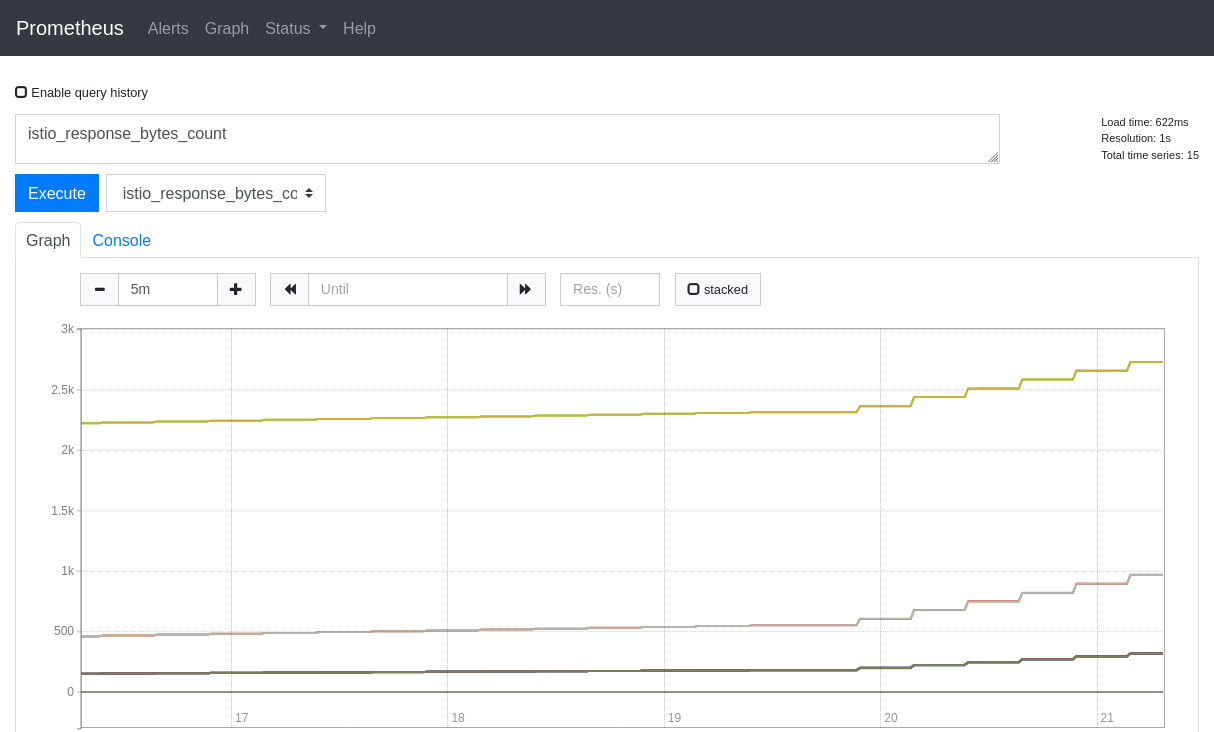 Prometheus Alerts Graph Status Help
Enable query history
istio_response_bytes_count
Load time: 622ms
Resolution: 1s
Total time series: 15
Execute istio_response_bytes_co
Graph Console
5m Until Res. (s) stacked
3k
2.5k
2k
1.5k
1k
500
0
17 18 19 20 21